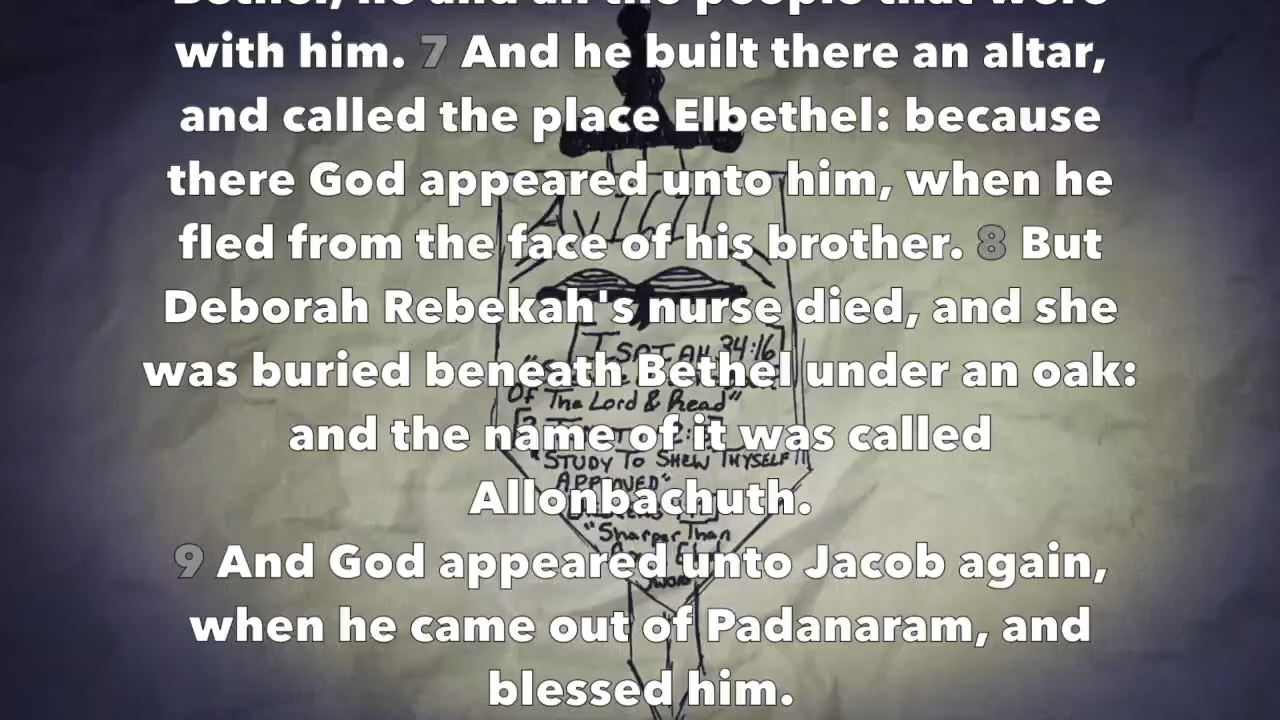 Bethel, he and all the people that were
with him. 7 And he built there an altar,
and called the place Elbethel: because
there God appeared unto him, when he
fled from the face of his brother. 8 But
Deborah Rebekah's nurse died, and she
was buried beneath Bethel under an oak:
and the name of it was called
Allonbachuth.
9 And God appeared unto Jacob again,
when he came out of Padanaram, and
blessed him.
ISAIAH 34:16
Of The Lord & Read"
"STUDY TO SHEW THYSELF
APPROVED"
"Sharper Than
Sword